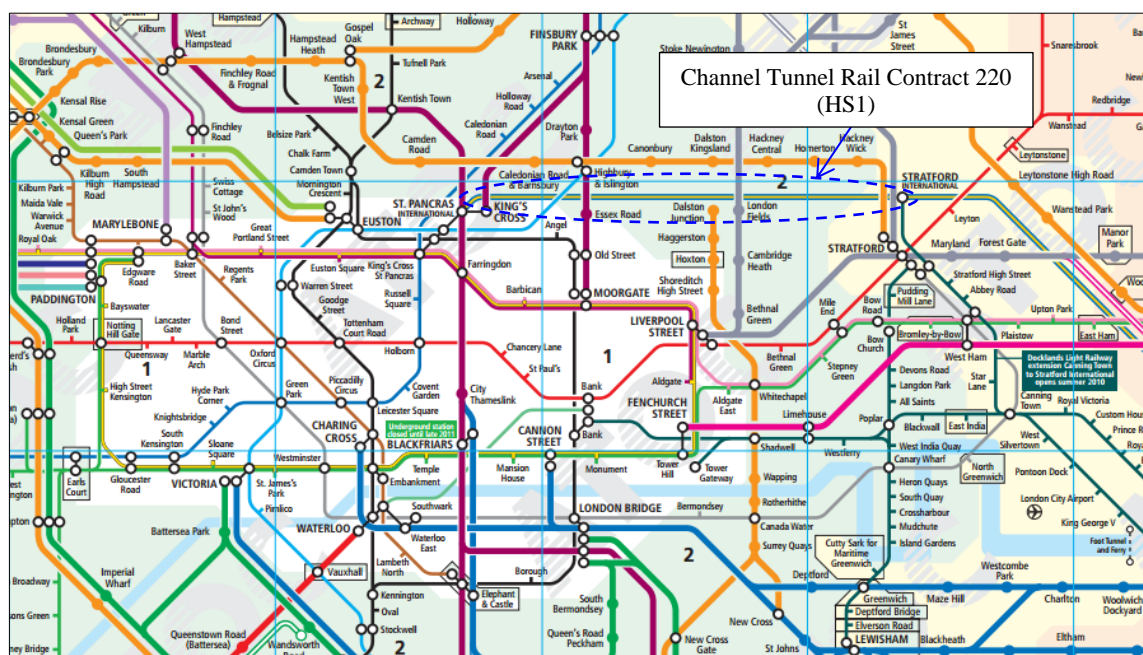 Green
Kilburn
Hampstead
West
Hampstead
Brondesbury
Brondesbury
Park
Kensal Rise
Kensal Green
Queen's Park
Finchley Road
& Frognal
Hampstead
Heath
Gospel
Oak
Archway
Tufnell Park
Holloway
Kentish
Town
West
2
Kentish Town
FINSBURY
PARK
Arsenal
Holloway
Road
Caledonian
Road
Drayton
Park
Stoke Newington
St
James
Street
Channel Tunnel Rail Contract 220
(HS1)
Snaresbrook
Redbridge
Wanstead
Leytonstone
Leytonstone High Road
Wanstead Park
Manor
Park
Woo
Finchley
Road
Belsize Park
Chalk Farm
Camden Town
Mornington
Crescent
Camden
Road
Caledonian Road
& Barnsbury
Highbury
& Islington
Canonbury
Dalston
Kingsland
Hackney
Central
Homerton
Hackney
Wick
2
Kilburn Park
Maida Vale
Warwick
Avenue
Royal Oak
Kilburn
High
Road
South
Hampstead
Swiss
Cottage
St John's
Wood
MARYLEBONE
Great
Portland Street
EUSTON
ST. PANCRAS
INTERNATIONAL
KING'S
CROSS
Essex Road
Dalston
Junction
London
Fields
STRATFORD
INTERNATIONAL
Leyton
Angel
Haggerston
Hoxton
Cambridge
Heath
STRATFORD
Maryland
Forest Gate
Edgware
Road
Baker
Street
Regents
Park
Euston Square
King's Cross
St Pancras
Farringdon
Old Street
Shoreditch
High Street
Stratford High Street
Abbey Road
PADDINGTON
Bayswater
Warren Street
Goodge
Street
Russell
Square
Barbican
MOORGATE
Bethnal
Green
Mile
End
Bow
Road
Pudding
Mill Lane
Upton Park
Holland
Park
Notting
Hill Gate
Lancaster
Gate
Bond
Street
Tottenham
Court Road
LIVERPOOL
STREET
Bow
Church
Bromley-by-Bow
Plaistow
East Ham
Queensway
Marble
Arch
Oxford
Circus
Holborn
Chancery Lane
1
Bethnal
Green
Stepney
Green
West Ham
Docklands Light Railway
extension Canning Town
to Stratford International
opens summer 2010
1
High Street
Kensington
Hyde Park
Corner
Green
Park
Piccadilly
Circus
Covent
Garden
St Paul's
City
Thameslink
Bank
Aldgate
Aldgate
East
Whitechapel
Devons Road
Langdon Park
All Saints
Star
Lane
Canning
Town
Royal Victoria
Custom Hou
Prince R
Knightsbridge
Leicester Square
FENCHURCH
STREET
Limehouse
Poplar
Blackwall
East India
South
Kensington
Sloane
Square
CHARING
CROSS
Underground station
closed until late 2011
BLACKFRIARS
CANNON
STREET
Bank
Shadwell
West India Quay
West
Silvertown
Westminster
Temple
Mansion
House
Monument
Tower
Hill
Tower
Gateway
Westferry
Canary Wharf
Pontoon Dock
Earls
Court
Gloucester
Road
VICTORIA
St. James's
Park
Embankment
Wapping
Heron Quays
North
Greenwich
London City Airport
Battersea Park
Pimlico
WATERLOO
Southwark
Waterloo
East
LONDON BRIDGE
Bermondsey
Rotherhithe
South Quay
Crossharbour
King George V
Canada Water
Mudchute
Island Gardens
Foot Tunnel
and Ferry
Broadway
Imperial
Wharf
Vauxhall
Lambeth
North
Borough
2
Surrey Quays
Cutty Sark for
Maritime
Greenwich
Deptford
Westcombe
Park
Kennington
Elephant
& Castle
South
Bermondsey
Greenwich
Maze Hill
Charlton
Woolwich
Dockyard
sons Green
Oval
Deptford Bridge
Queenstown Road
(Battersea)
Wandsworth
Stockwell
2
Queen's Road
Peckham
New Cross
Gate
New Cross
St Johns
Elverson Road
LEWISHAM
Blackheath
Eltham
ney Bridge